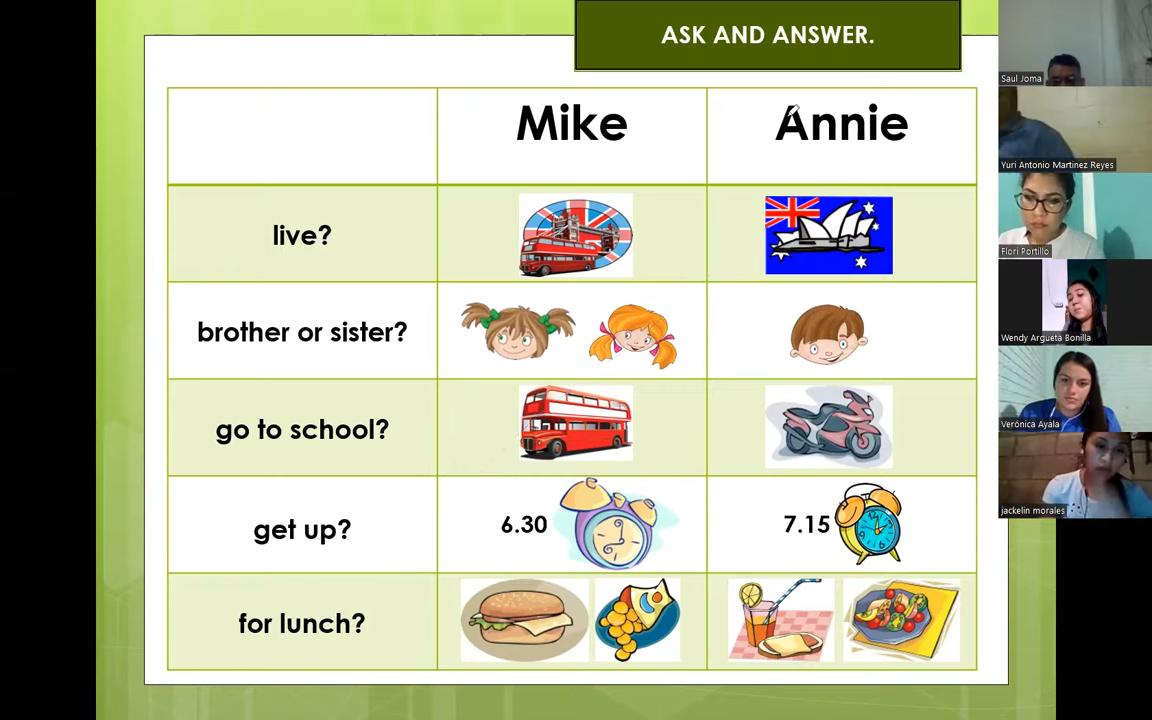 ASK AND ANSWER.
Mike Annie
live?
brother or sister?
go to school?
get up? 6.30 7.15
for lunch?
Saul Joma
Yuri Antonio Martinez Reyes
Flori Portillo
Wendy Argueta Bonilla
Verónica Ayala
jackelin morales